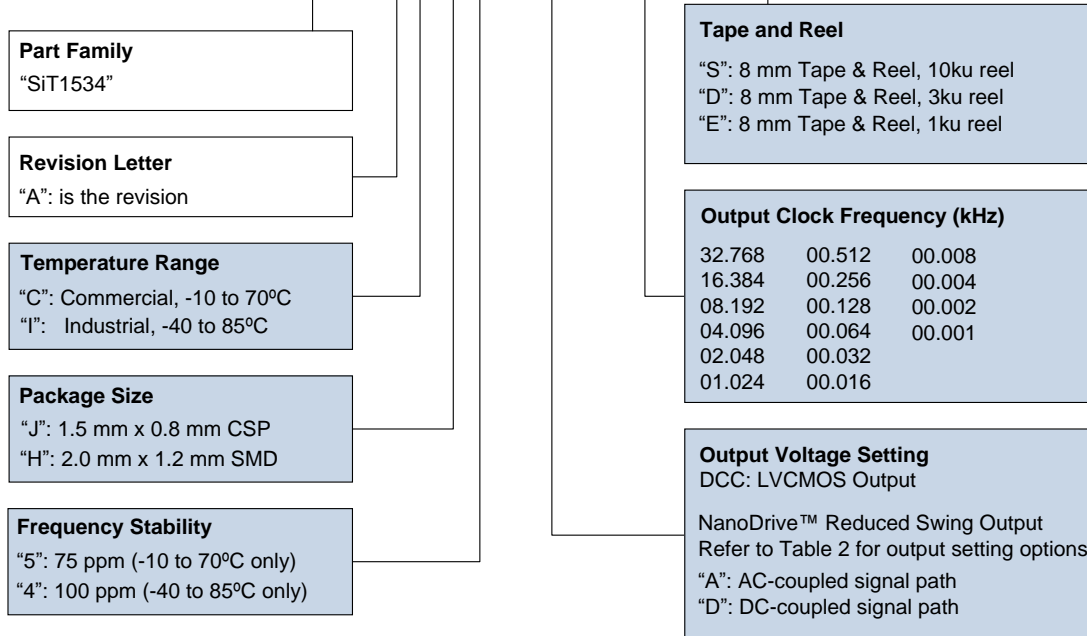 Part Family
“SiT1534”
Revision Letter
“A”: is the revision
Temperature Range
“C”: Commercial, -10 to 70ºC
“I”: Industrial, -40 to 85ºC
Package Size
“J”: 1.5 mm x 0.8 mm CSP
“H”: 2.0 mm x 1.2 mm SMD
Frequency Stability
“5”: 75 ppm (-10 to 70ºC only)
“4”: 100 ppm (-40 to 85ºC only)
Tape and Reel
“S”: 8 mm Tape & Reel, 10ku reel
“D”: 8 mm Tape & Reel, 3ku reel
“E”: 8 mm Tape & Reel, 1ku reel
Output Clock Frequency (kHz)
32.768 00.512 00.008
16.384 00.256 00.004
08.192 00.128 00.002
04.096 00.064 00.001
02.048 00.032
01.024 00.016
Output Voltage Setting
DCC: LVCMOS Output
NanoDrive™ Reduced Swing Output
Refer to Table 2 for output setting options
“A”: AC-coupled signal path
“D”: DC-coupled signal path